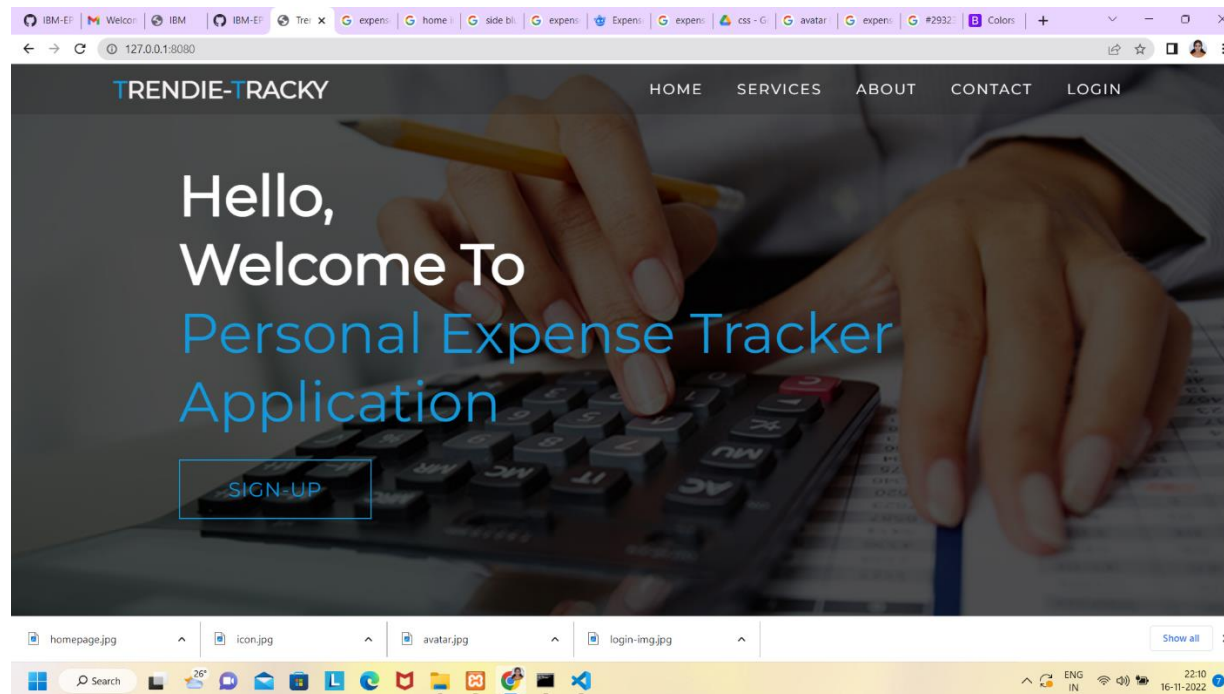 IBM-EP
Welcon
IBM
IBM-EP
Tre
expens
home i
side bl
expens
Expens
expens
css - G
avatar
expens
#2932
Colors
127.0.0.1:8080
TRENDIE-TRACKY
HOME SERVICES ABOUT CONTACT LOGIN
Hello,
Welcome To
Personal Expense Tracker
Application
SIGN-UP
homepage.jpg
icon.jpg
avatar.jpg
login-img.jpg
Show all
Search
26°
ENG
IN
22:10
16-11-2022